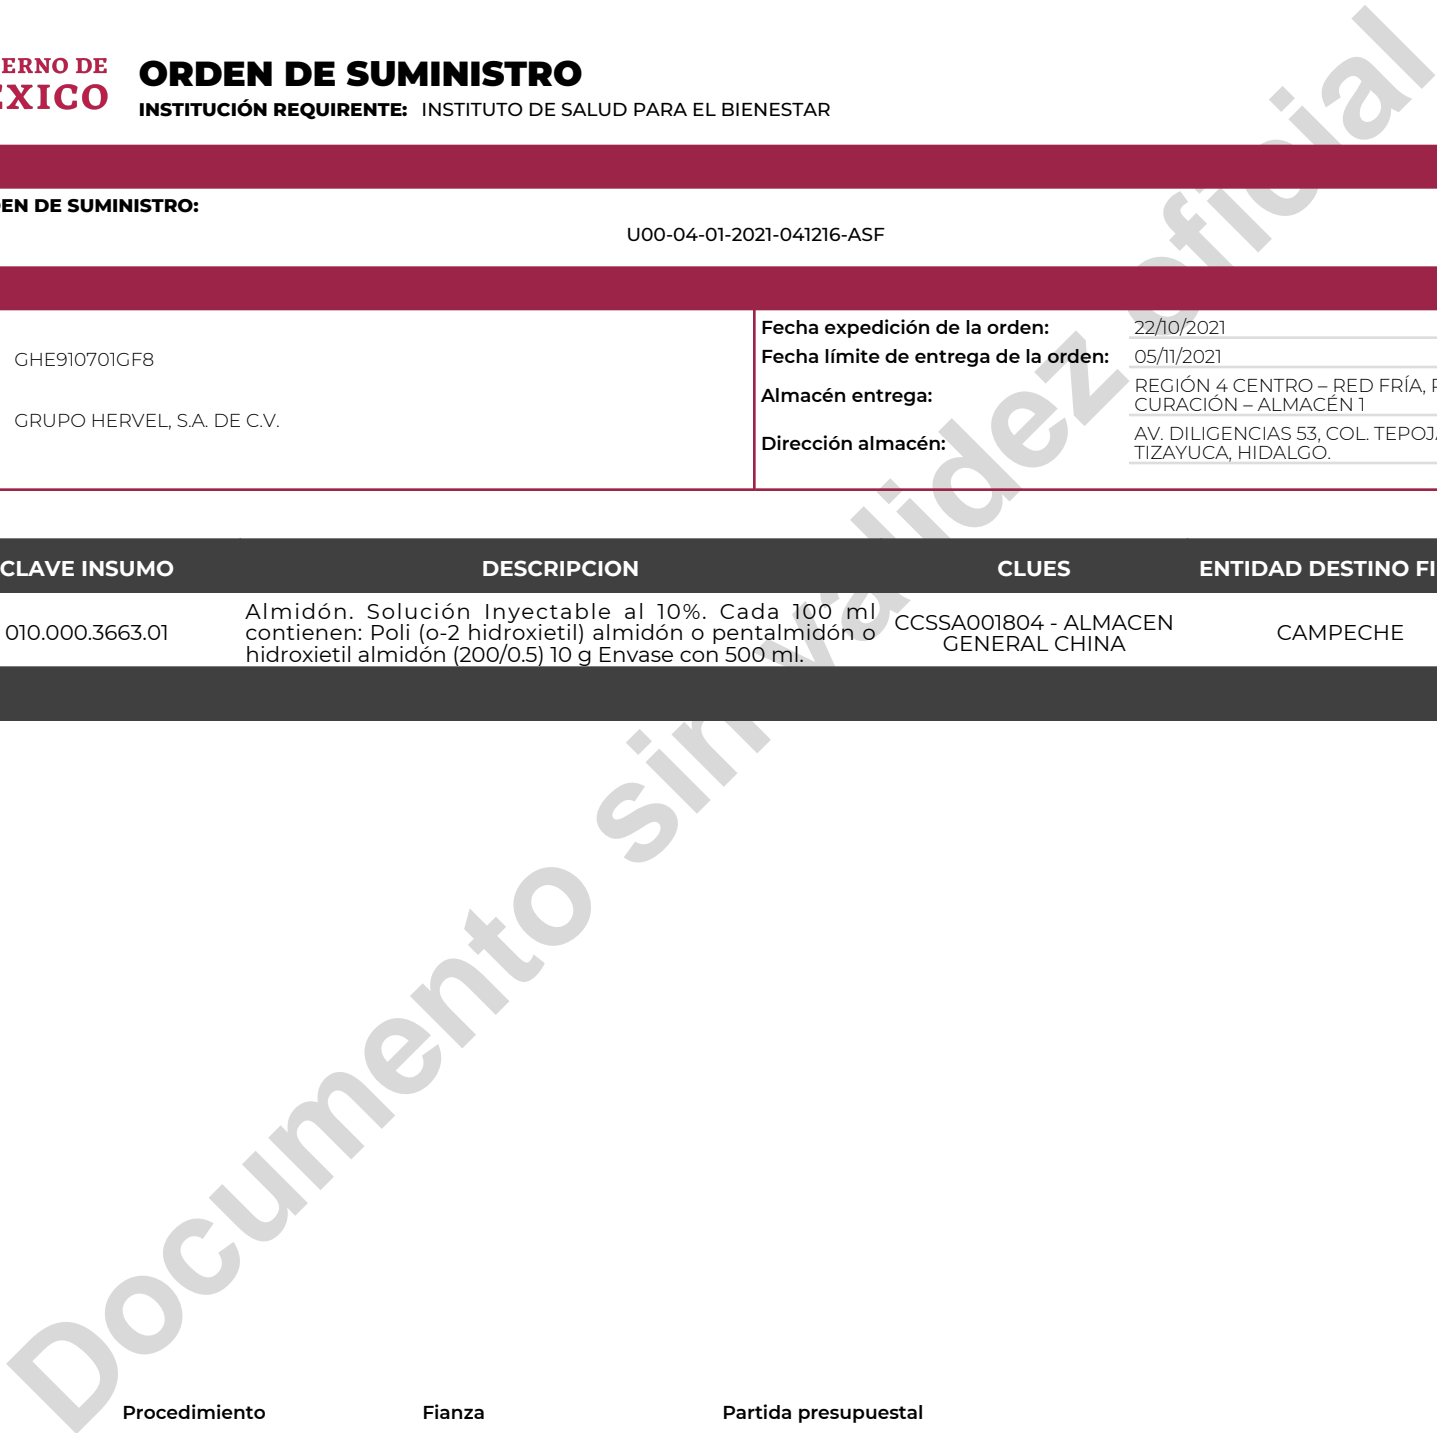 ERNO DE
ÉXICO
ORDEN DE SUMINISTRO
INSTITUCIÓN REQUIRENTE: INSTITUTO DE SALUD PARA EL BIENESTAR
EN DE SUMINISTRO:
U00-04-01-2021-041216-ASF
GHE910701GF8
GRUPO HERVEL, S.A. DE C.V.
Fecha expedición de la orden: 22/10/2021
Fecha límite de entrega de la orden: 05/11/2021
Almacén entrega: REGIÓN 4 CENTRO – RED FRÍA,
CURACIÓN – ALMACÉN 1
Dirección almacén: AV. DILIGENCIAS 53, COL. TEPOJA
TIZAYUCA, HIDALGO.
CLAVE INSUMO DESCRIPCION CLUES ENTIDAD DESTINO FI
010.000.3663.01
Almidón. Solución Inyectable al 10%. Cada 100 ml
contienen: Poli (o-2 hidroxietil) almidón o pentalmidón o
hidroxietil almidón (200/0.5) 10 g Envase con 500 ml.
CCSSA001804 - ALMACEN
GENERAL CHINA
CAMPECHE
Documento sin validez oficial
Procedimiento Fianza Partida presupuestal